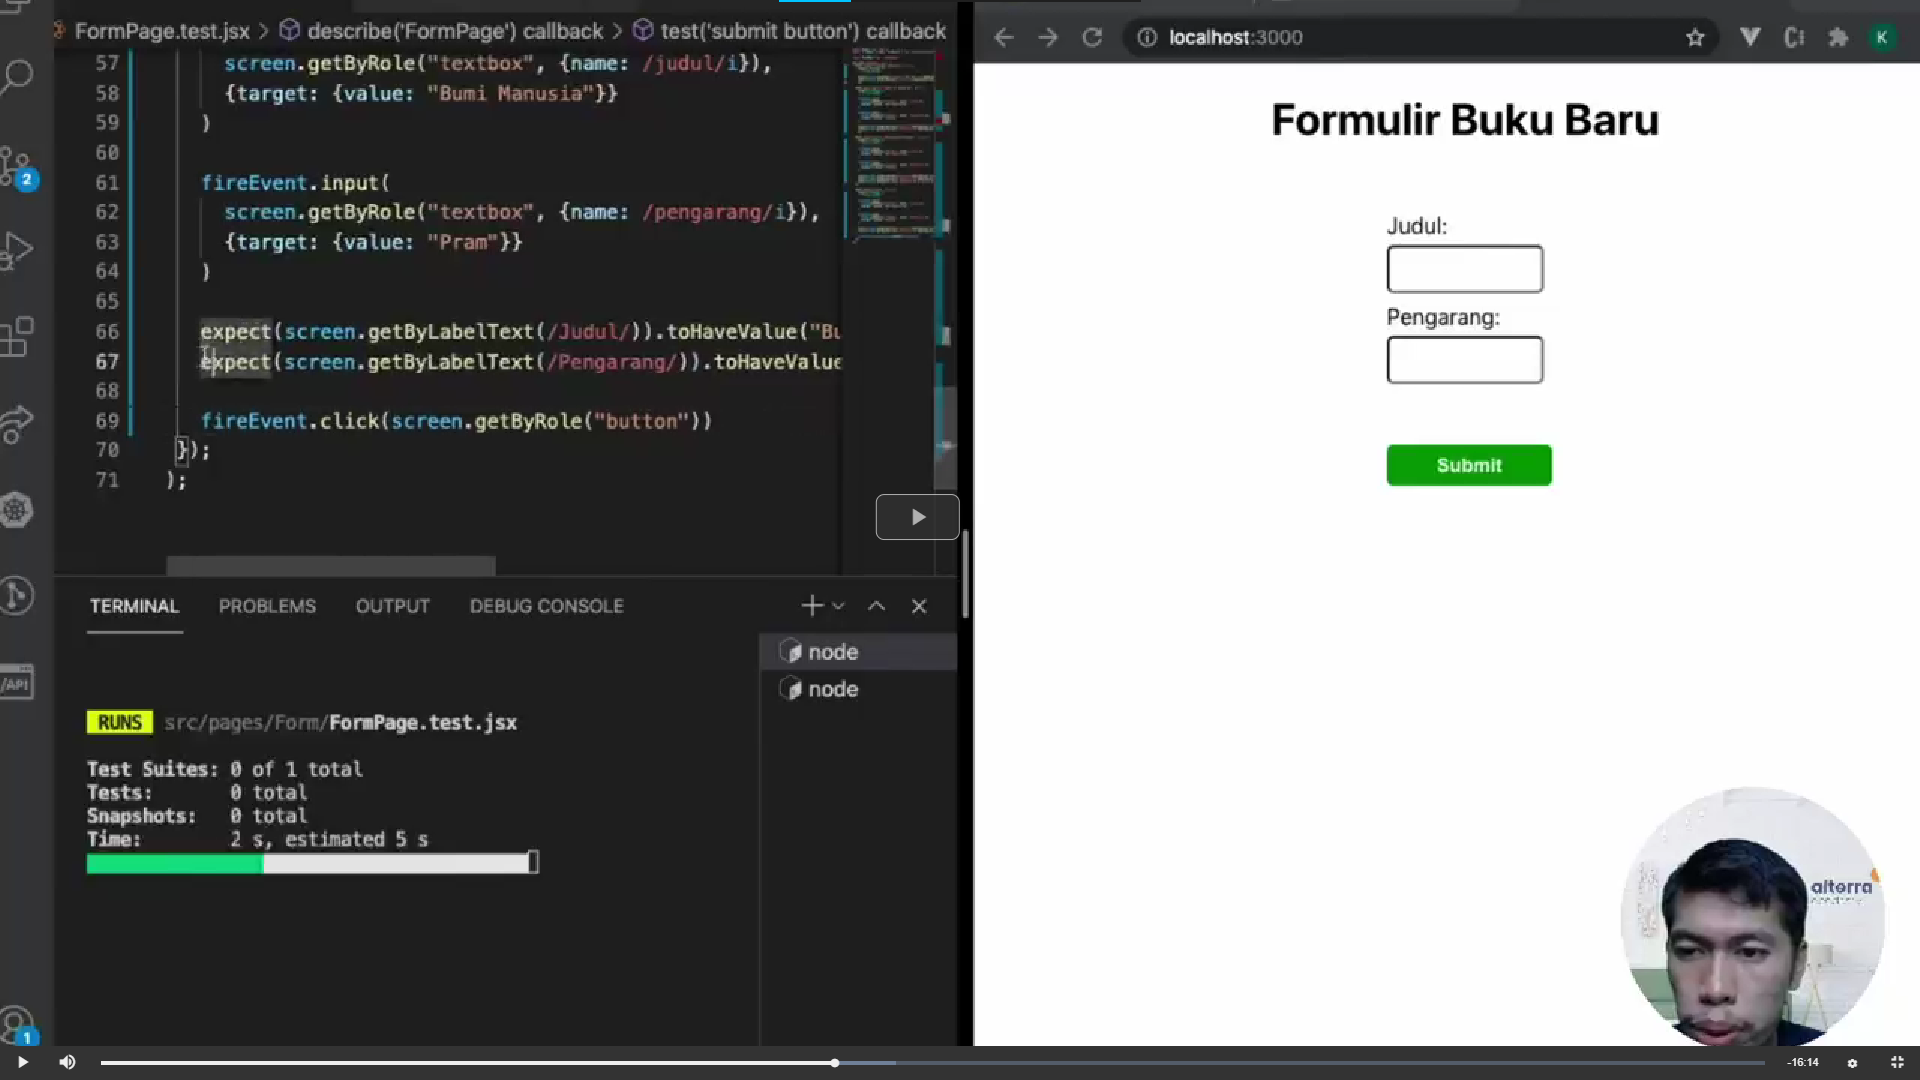 FormPage.test.jsx > describe('FormPage') callback > test('submit button') callback
57 screen.getByRole("textbox", {name: /judul/i}),
58 {target: {value: "Bumi Manusia"}}
59 )
60
61 fireEvent.input(
62 screen.getByRole("textbox", {name: /pengarang/i}),
63 {target: {value: "Pram"}}
64 )
65
66 expect(screen.getByLabelText(/Judul/)).toHaveValue("Bu
67 expect(screen.getByLabelText(/Pengarang/)).toHaveValue
68
69 fireEvent.click(screen.getByRole("button"))
70 });
71 );
2
/API
1
TERMINAL PROBLEMS OUTPUT DEBUG CONSOLE
node
node
RUNS src/pages/Form/FormPage.test.jsx
Test Suites: 0 of 1 total
Tests: 0 total
Snapshots: 0 total
Time: 2 s, estimated 5 s
localhost:3000
K
Formulir Buku Baru
Judul:
Pengarang:
Submit
alterra
-16:14